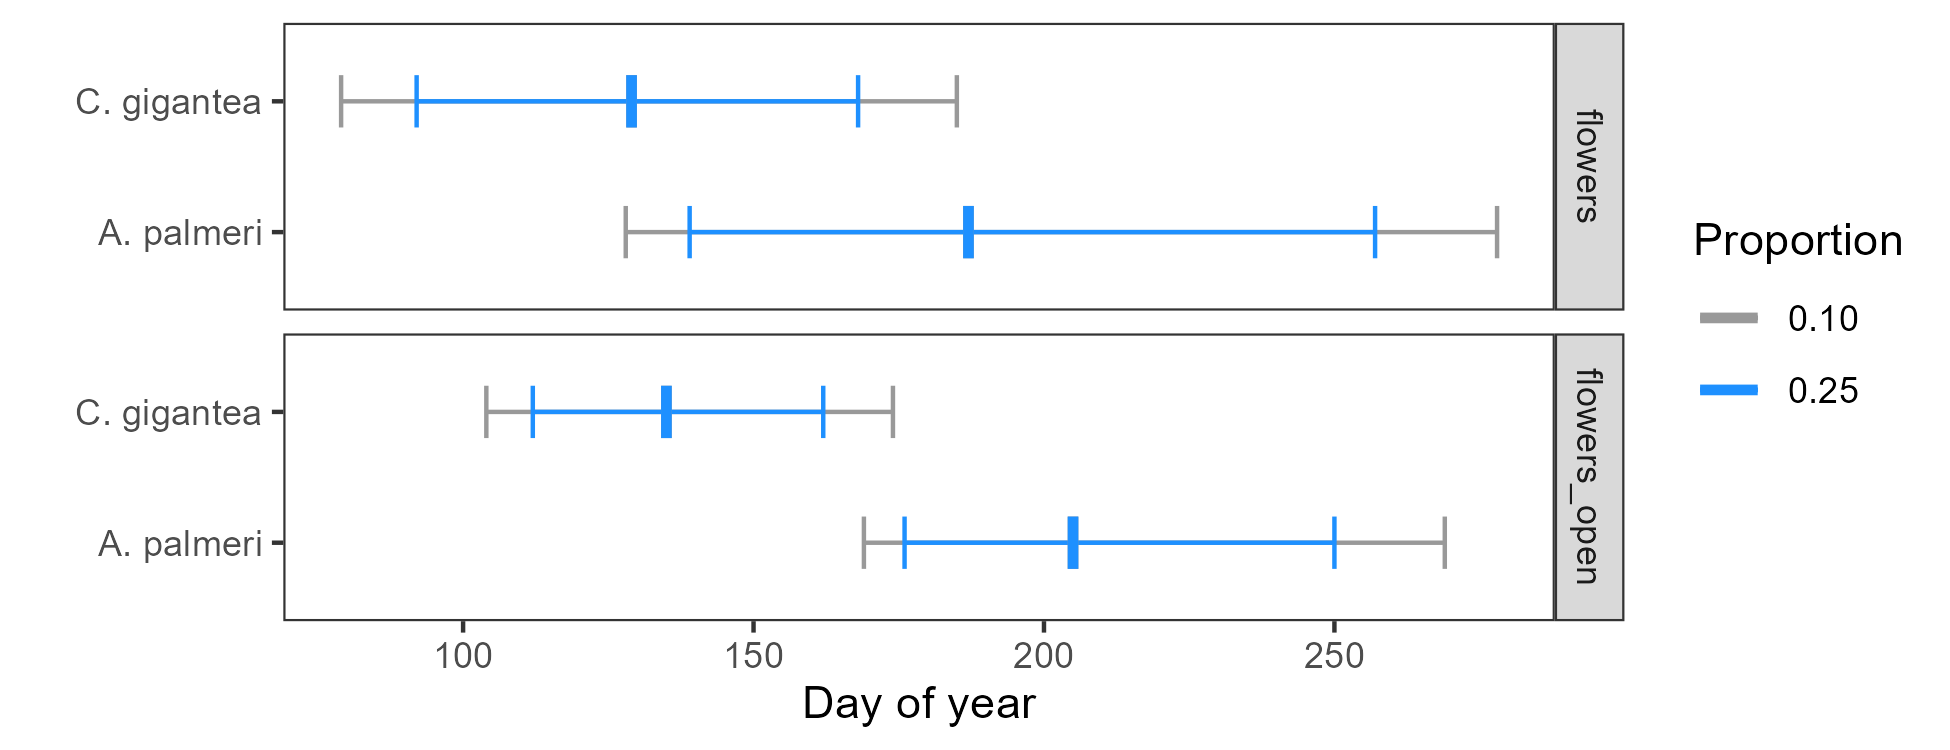 C. gigantea
A. palmeri
flowers
C. gigantea
A. palmeri
flowers_open
100 150 200 250
Day of year
Proportion
0.10
0.25